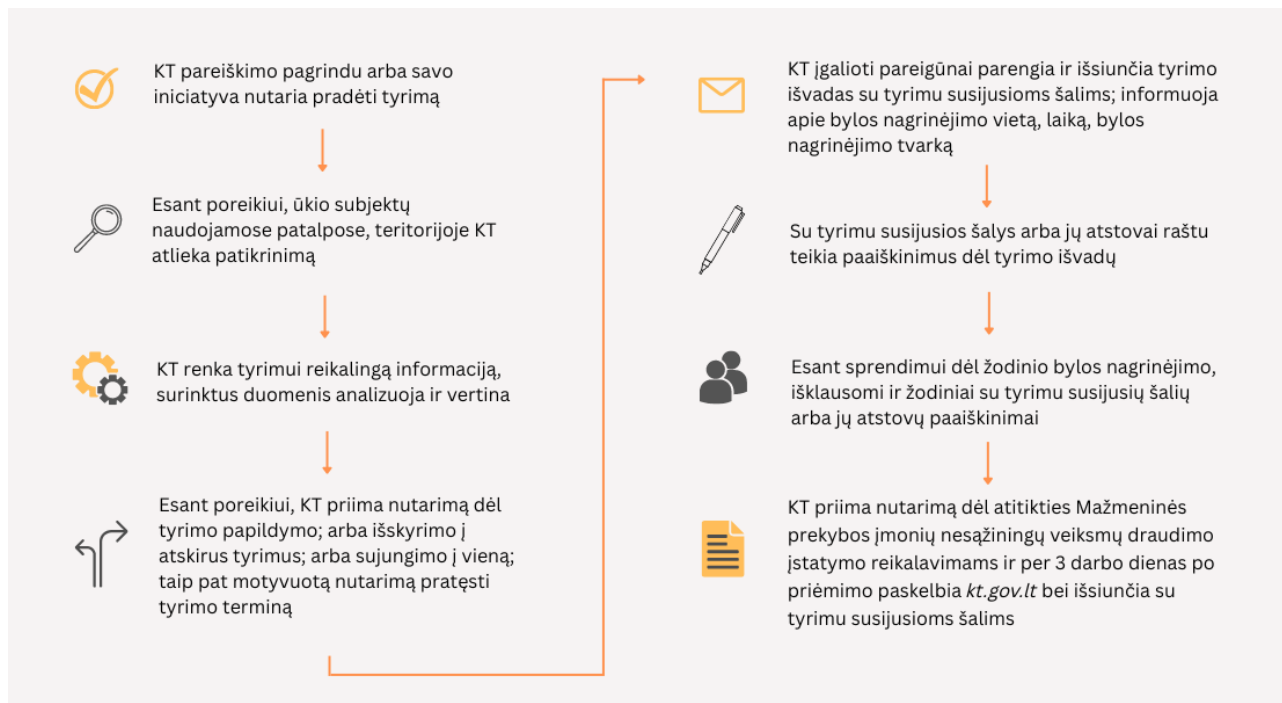 KT pareiškimo pagrindu arba savo
iniciatyva nutaria pradėti tyrimą
Esant poreikiui, ūkio subjektų
naudojamose patalpose, teritorijoje KT
atlieka patikrinimą
KT renka tyrimui reikalingą informaciją,
surinktus duomenis analizuoja ir vertina
Esant poreikiui, KT priima nutarimą dėl
tyrimo papildymo; arba išskyrimo į
atskirus tyrimus; arba sujungimo į vieną;
taip pat motyvuotą nutarimą pratęsti
tyrimo terminą
KT įgalioti pareigūnai parengia ir išsiunčia tyrimo
išvadas su tyrimu susijusioms šalims; informuoja
apie bylos nagrinėjimo vietą, laiką, bylos
nagrinėjimo tvarką
Su tyrimu susijusios šalys arba jų atstovai raštu
teikia paaiškinimus dėl tyrimo išvadų
Esant sprendimui dėl žodinio bylos nagrinėjimo,
išklausomi ir žodiniai su tyrimu susijusių šalių
arba jų atstovų paaiškinimai
KT priima nutarimą dėl atitikties Mažmeninės
prekybos įmonių nesąžiningų veiksmų draudimo
įstatymo reikalavimams ir per 3 darbo dienas po
priėmimo paskelbia kt.gov.lt bei išsiunčia su
tyrimu susijusioms šalims